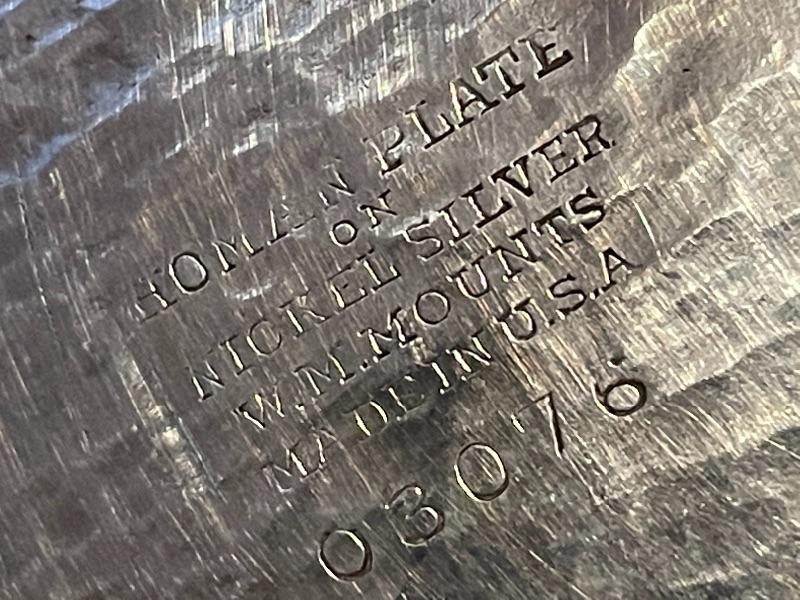 HOMAN PLATE
ON
NICKEL SILVER
W.M.MOUNTS
MADE IN U.S.A
03076